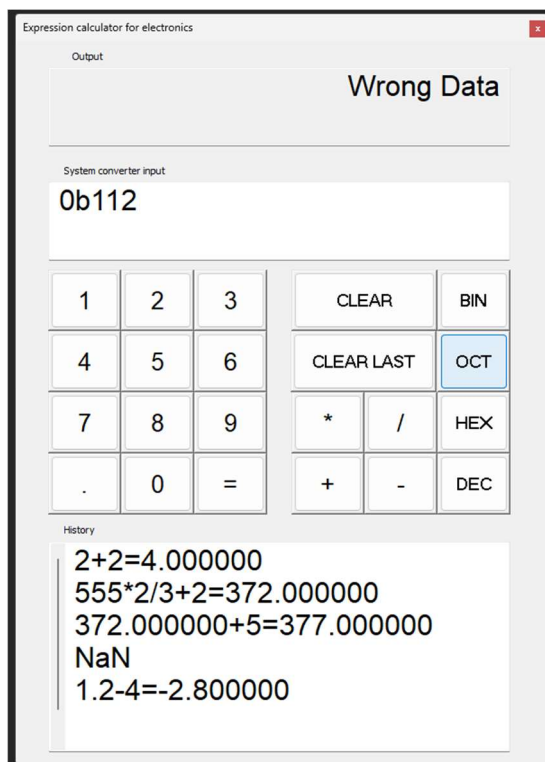 Expression calculator for electronics
x
Output
Wrong Data
System converter input
0b112
1 2 3 CLEAR BIN
4 5 6 CLEAR LAST OCT
7 8 9 * / HEX
. 0 = + - DEC
History
2+2=4.000000
555*2/3+2=372.000000
372.000000+5=377.000000
NaN
1.2-4=-2.800000